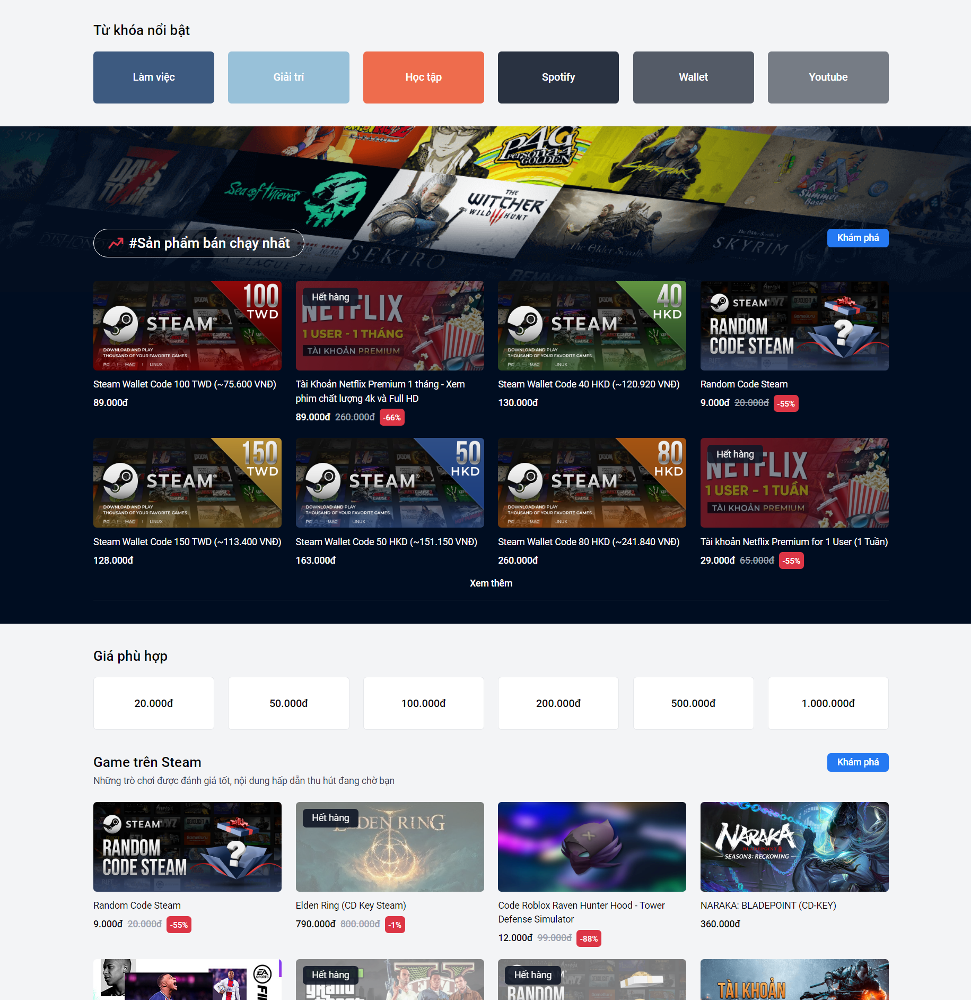 Từ khóa nổi bật
Làm việc
Giải trí
Học tập
Spotify
Wallet
Youtube
DAYS
TO DIE
Sea of Thieves
P4G
Persona 4
GOLDEN
CYBERPUNK
THE
WITCHER
WILD HUNT
Summer
Bash
The Elder Scrolls
The Elder Scrolls V
SKYRIM
A PLAGUE TALE
SEKIRO
#Sản phẩm bán chạy nhất
Khám phá
100
TWD
STEAM®
DOWNLOAD AND PLAY
THOUSAND OF YOUR FAVORITE GAMES
PC MAC | LINUX
Hết hàng
NETFLIX
1 USER - 1 THÁNG
TÀI KHOẢN PREMIUM
40
HKD
STEAM®
DOWNLOAD AND PLAY
THOUSAND OF YOUR FAVORITE GAMES
PC MAC | LINUX
STEAM
RANDOM
CODE STEAM
?
Steam Wallet Code 100 TWD (~75.600 VNĐ)
89.000đ
Tài Khoản Netflix Premium 1 tháng - Xem
phim chất lượng 4k và Full HD
89.000đ 260.000đ -66%
Steam Wallet Code 40 HKD (~120.920 VNĐ)
130.000đ
Random Code Steam
9.000đ 20.000đ -55%
150
TWD
STEAM®
DOWNLOAD AND PLAY
THOUSAND OF YOUR FAVORITE GAMES
PC MAC | LINUX
50
HKD
STEAM®
DOWNLOAD AND PLAY
THOUSAND OF YOUR FAVORITE GAMES
PC MAC | LINUX
80
HKD
STEAM®
DOWNLOAD AND PLAY
THOUSAND OF YOUR FAVORITE GAMES
PC MAC | LINUX
Hết hàng
NETFLIX
1 USER - 1 TUẦN
TÀI KHOẢN PREMIUM
Steam Wallet Code 150 TWD (~113.400 VNĐ)
128.000đ
Steam Wallet Code 50 HKD (~151.150 VNĐ)
163.000đ
Steam Wallet Code 80 HKD (~241.840 VNĐ)
260.000đ
Tài khoản Netflix Premium for 1 User (1 Tuần)
29.000đ 65.000đ -55%
Xem thêm
Giá phù hợp
20.000đ
50.000đ
100.000đ
200.000đ
500.000đ
1.000.000đ
Game trên Steam
Khám phá
Những trò chơi được đánh giá tốt, nội dung hấp dẫn thu hút đang chờ bạn
STEAM
RANDOM
CODE STEAM
?
Hết hàng
ELDEN RING
NARAKA
BLADEPOINT
SEASON8: RECKONING
Random Code Steam
9.000đ 20.000đ -55%
Elden Ring (CD Key Steam)
790.000đ 800.000đ -1%
Code Roblox Raven Hunter Hood - Tower
Defense Simulator
12.000đ 99.000đ -88%
NARAKA: BLADEPOINT (CD-KEY)
360.000đ
EA
SPORTS
Hết hàng
grand
Hết hàng
RANDOM
TÀI KHOẢN